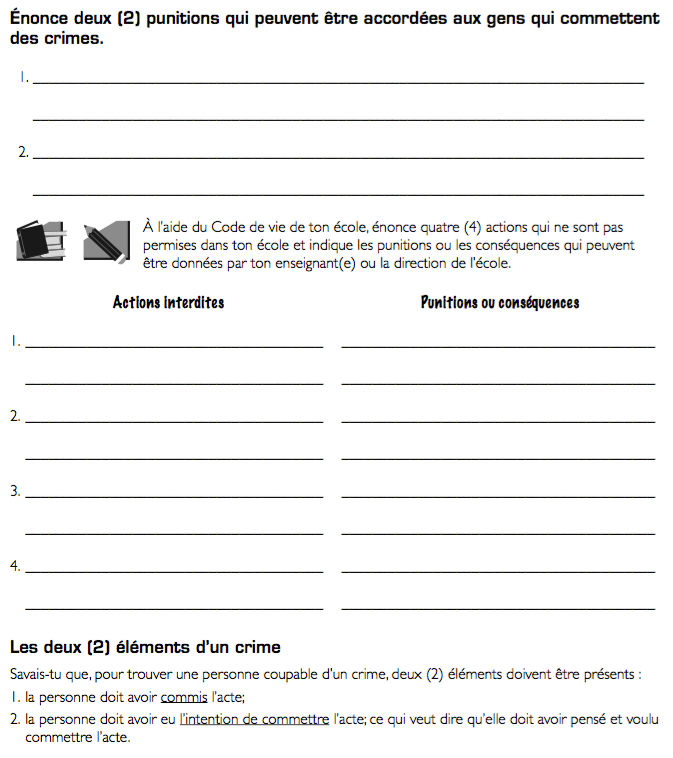 Énonce deux (2) punitions qui peuvent être accordées aux gens qui commettent
des crimes.
1.
2.
À l'aide du Code de vie de ton école, énonce quatre (4) actions qui ne sont pas
permises dans ton école et indique les punitions ou les conséquences qui peuvent
être données par ton enseignant(e) ou la direction de l'école.
Actions interdites Punitions ou conséquences
1.
2.
3.
4.
Les deux (2) éléments d'un crime
Savais-tu que, pour trouver une personne coupable d'un crime, deux (2) éléments doivent être présents :
1. la personne doit avoir commis l'acte;
2. la personne doit avoir eu l'intention de commettre l'acte; ce qui veut dire qu'elle doit avoir pensé et voulu
commettre l'acte.